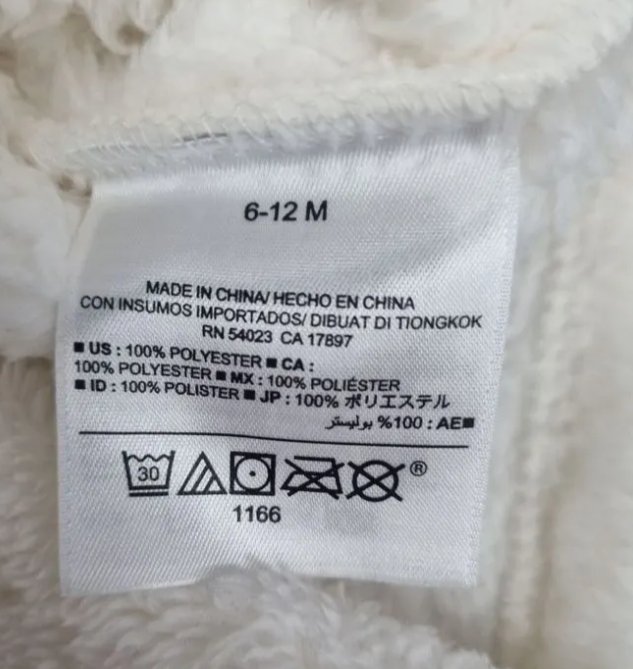 6-12 M
MADE IN CHINA/ HECHO EN CHINA
CON INSUMOS IMPORTADOS/ DIBUAT DI TIONGKOK
RN 54023 CA 17897
■ US : 100% POLYESTER ■ CA :
100% POLYESTER ■ MX : 100% POLIÉSTER
■ ID : 100% POLISTER ■ JP : 100% ポリエステル
■AE : 100% بوليستر
30 ®
1166